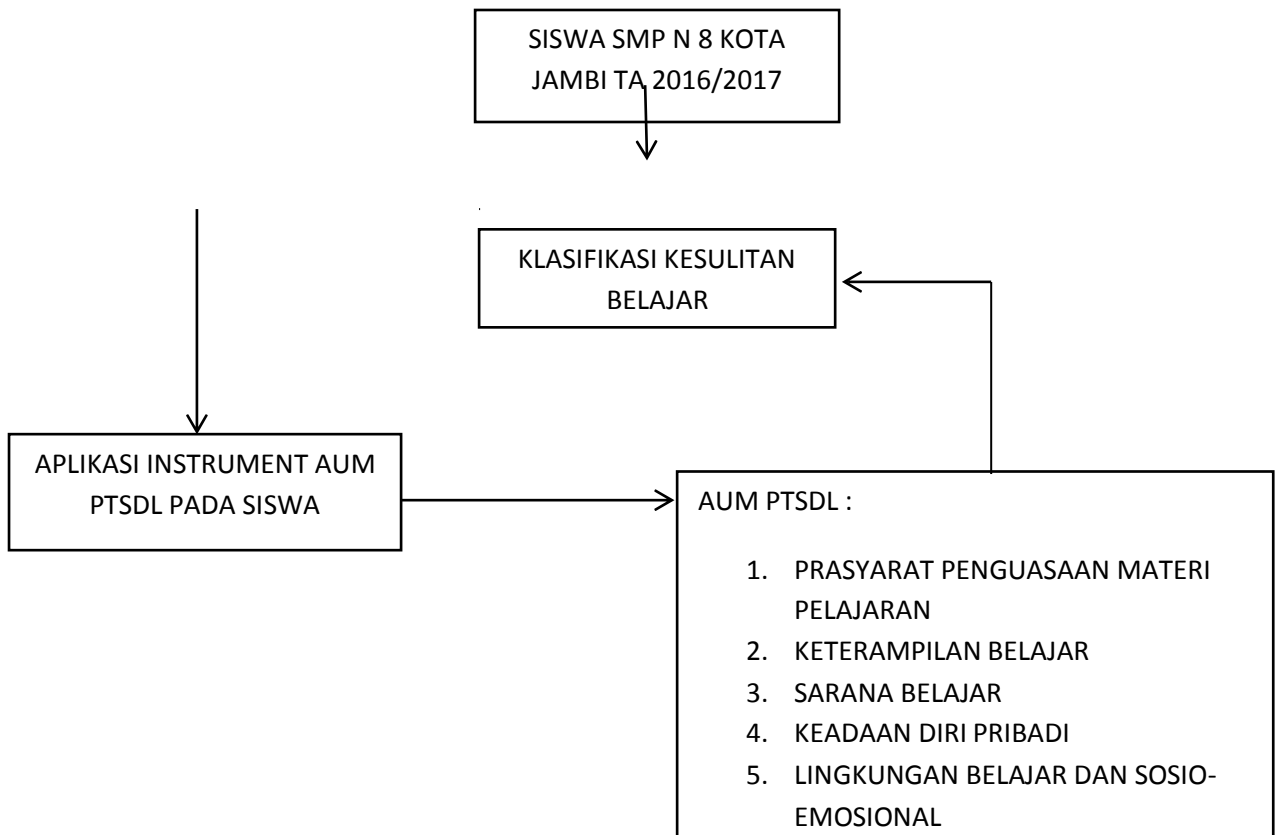 SISWA SMP N 8 KOTA
JAMBI TA 2016/2017
KLASIFIKASI KESULITAN
BELAJAR
APLIKASI INSTRUMENT AUM
PTSDL PADA SISWA
AUM PTSDL :
1. PRASYARAT PENGUASAAN MATERI
PELAJARAN
2. KETERAMPILAN BELAJAR
3. SARANA BELAJAR
4. KEADAAN DIRI PRIBADI
5. LINGKUNGAN BELAJAR DAN SOSIO-
EMOSIONAL